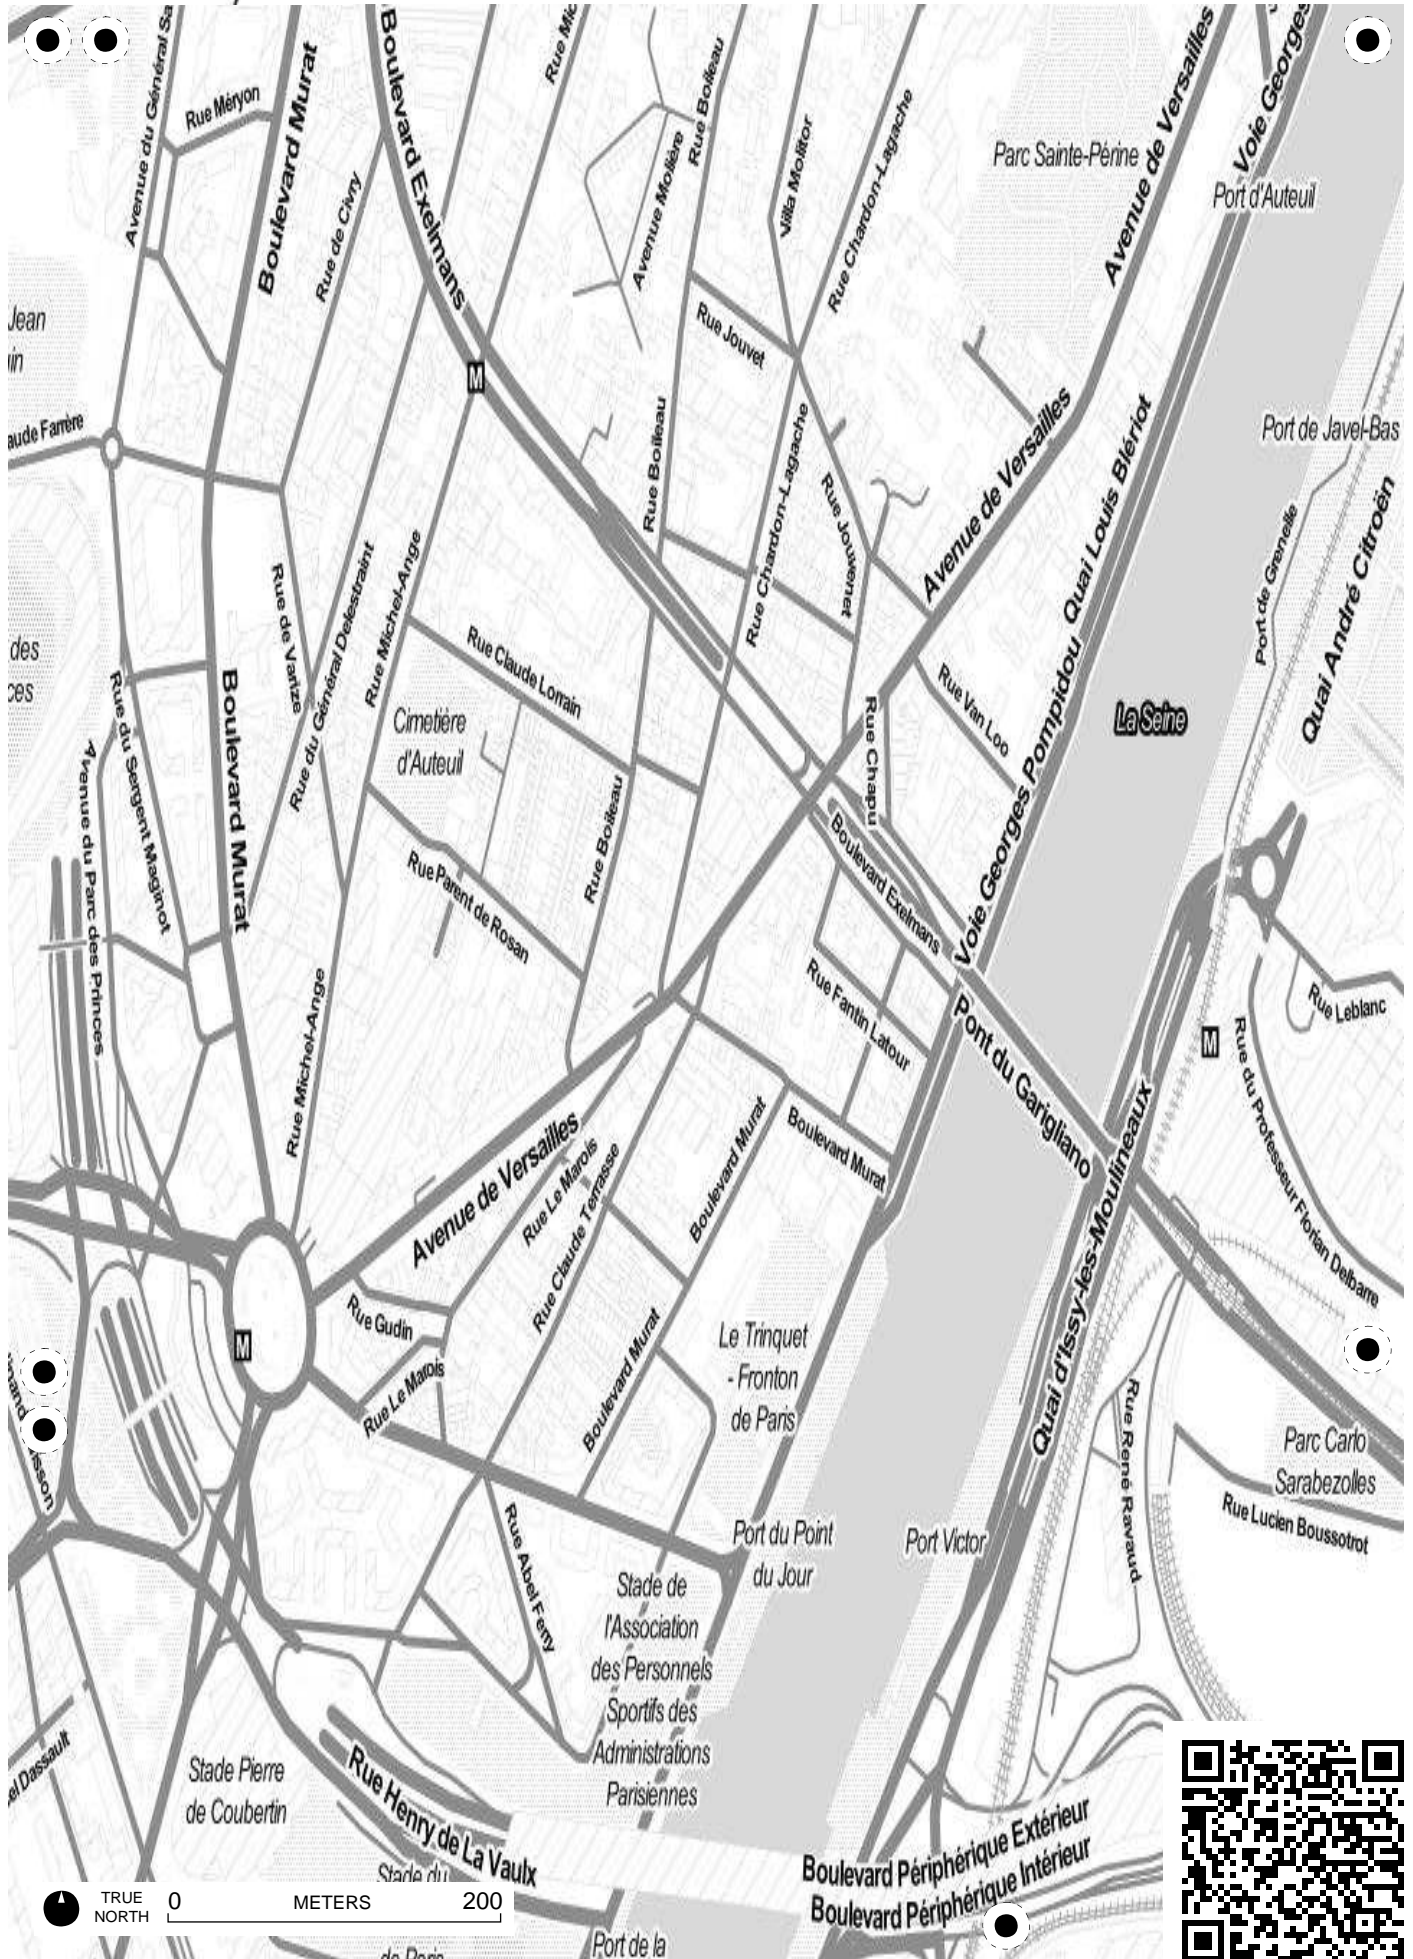 Avenue du Général Sa
Rue Méryon
Boulevard Murat
Boulevard Exelmans
Rue Mic
Rue Boileau
Avenue Molière
Villa Molitor
Rue Chardon-Lagache
Parc Sainte-Périne
Avenue de Versailles
Voie Georges
Port d'Auteuil
Rue de Civry
Jean
in
Rue Jouvet
aude Farrère
M
Rue Boileau
Rue Chardon-Lagache
Rue Jouvenet
Avenue de Versailles
Quai Louis Blériot
Port de Javel-Bas
Port de Grenelle
Quai André Citroën
des
ces
Rue de Varize
Rue du Général Delestraint
Rue Michel-Ange
Rue Claude Lorrain
Cimetière
d'Auteuil
Rue Van Loo
La Seine
Rue du Sergent Maginot
Avenue du Parc des Princes
Boulevard Murat
Rue Boileau
Rue Chapu
Voie Georges Pompidou
Rue Parent de Rosan
Boulevard Exelmans
Rue Fantin Latour
Pont du Garigliano
Rue Leblanc
M
Rue du Professeur Florian Delbarre
Rue Michel-Ange
Avenue de Versailles
Rue Le Marois
Rue Claude Terrasse
Boulevard Murat
Boulevard Murat
Quai d'Issy-les-Moulineaux
M
Rue Gudin
Rue Le Marois
Boulevard Murat
Le Trinquet
- Fronton
de Paris
Rue René Ravaud
Parc Carlo
Sarabezolles
Rue Lucien Boussotrot
isson
Rue Abel Ferry
Port du Point
du Jour
Port Victor
Stade de
l'Association
des Personnels
Sportifs des
Administrations
Parisiennes
el Dassault
Stade Pierre
de Coubertin
Rue Henry de La Vaulx
Boulevard Périphérique Extérieur
Boulevard Périphérique Intérieur
Stade du
TRUE
NORTH
0 METERS 200
Port de la
de Paris